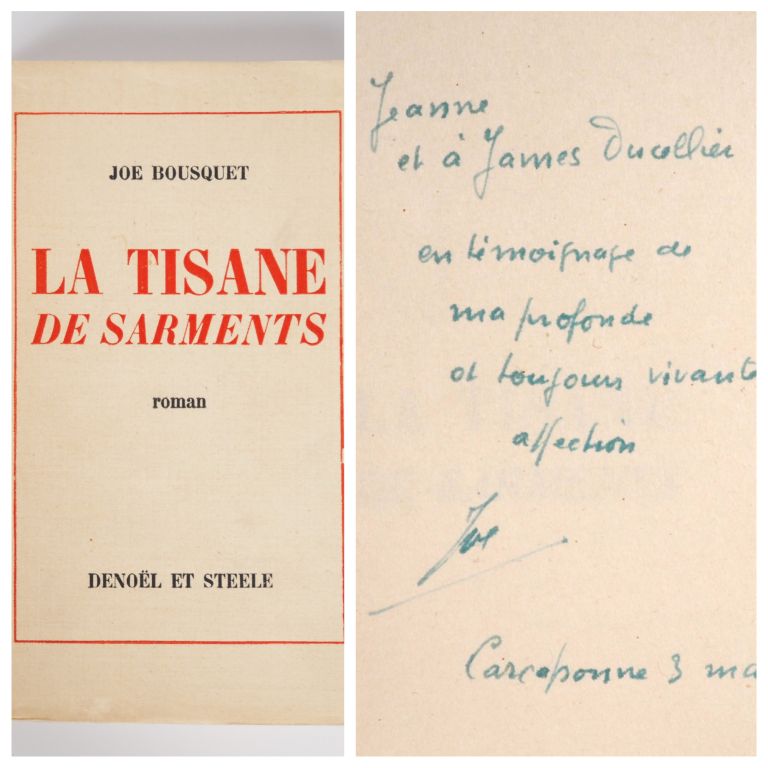 JOE BOUSQUET
LA TISANE
DE SARMENTS
roman
DENOËL ET STEELE
Jeanne
et à James Ducellier
en témoignage de
ma profonde
et toujours vivante
affection
Joe
Carcassonne 3 ma